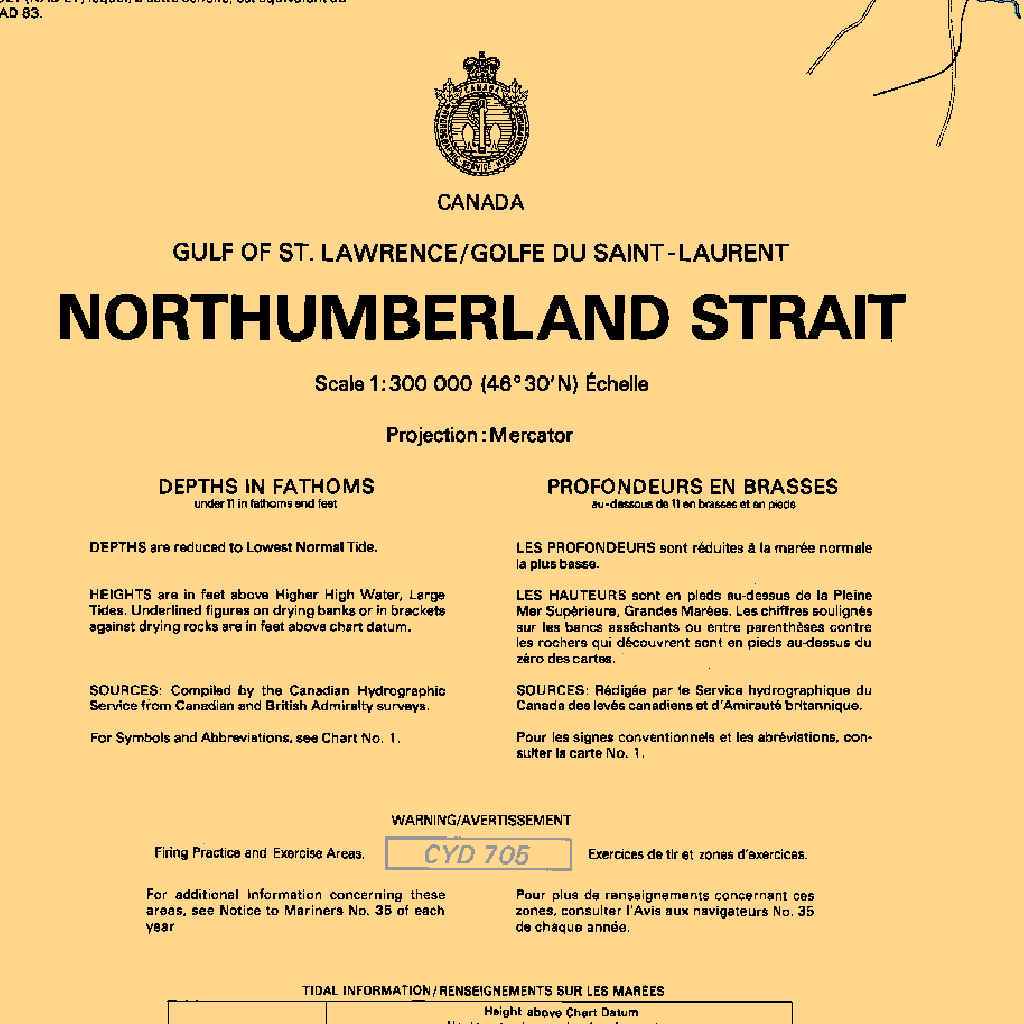 AD 83.
CANADA
CANADA
GULF OF ST. LAWRENCE/GOLFE DU SAINT-LAURENT
NORTHUMBERLAND STRAIT
Scale 1:300 000 (46°30'N) Échelle
Projection: Mercator
DEPTHS IN FATHOMS
under 11 in fathoms and feet
DEPTHS are reduced to Lowest Normal Tide.
HEIGHTS are in feet above Higher High Water, Large
Tides. Underlined figures on drying banks or in brackets
against drying rocks are in feet above chart datum.
SOURCES: Compiled by the Canadian Hydrographic
Service from Canadian and British Admiralty surveys.
For Symbols and Abbreviations, see Chart No. 1.
PROFONDEURS EN BRASSES
au-dessous de 11 en brasses et en pieds
LES PROFONDEURS sont réduites à la marée normale
la plus basse.
LES HAUTEURS sont en pieds au-dessus de la Pleine
Mer Supérieure, Grandes Marées. Les chiffres soulignés
sur les bancs asséchants ou entre parenthèses contre
les rochers qui découvrent sont en pieds au-dessus du
zéro des cartes.
SOURCES: Rédigée par le Service hydrographique du
Canada des levés canadiens et d'Amirauté britannique.
Pour les signes conventionnels et les abréviations, con-
sulter la carte No. 1.
WARNING/AVERTISSEMENT
Firing Practice and Exercise Areas.
CYD 705
Exercices de tir et zones d'exercices.
For additional information concerning these
areas, see Notice to Mariners No. 35 of each
year
Pour plus de renseignements concernant ces
zones, consulter l'Avis aux navigateurs No. 35
de chaque année.
TIDAL INFORMATION/RENSEIGNEMENTS SUR LES MARÉES
Height above Chart Datum